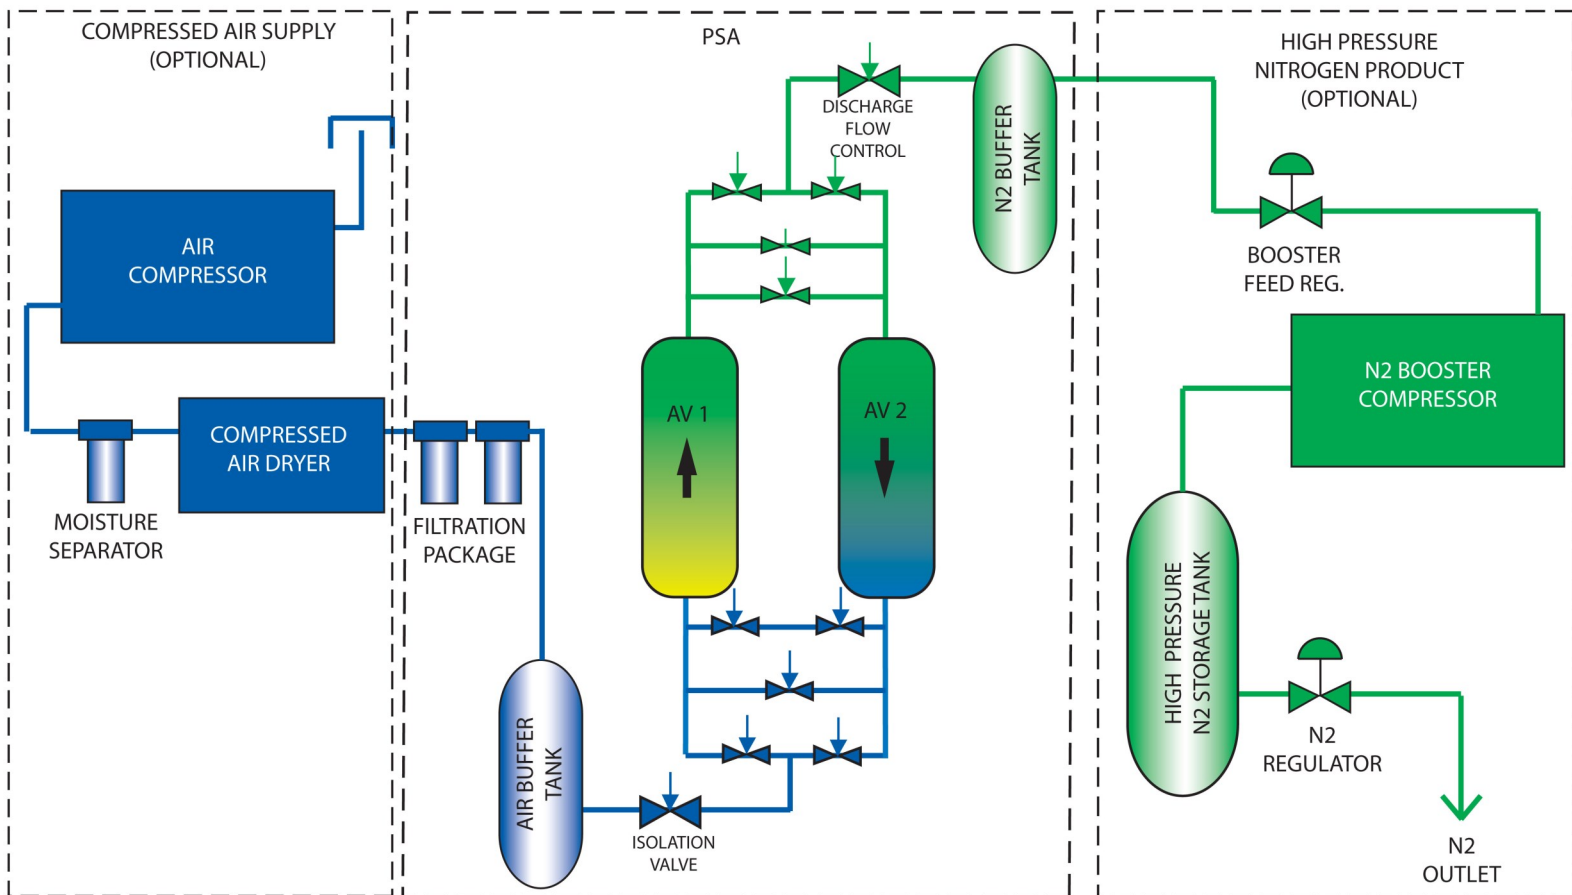 COMPRESSED AIR SUPPLY
(OPTIONAL)
AIR
COMPRESSOR
MOISTURE
SEPARATOR
COMPRESSED
AIR DRYER
PSA
FILTRATION
PACKAGE
AIR BUFFER
TANK
ISOLATION
VALVE
AV 1
AV 2
DISCHARGE
FLOW
CONTROL
N2 BUFFER
TANK
HIGH PRESSURE
NITROGEN PRODUCT
(OPTIONAL)
BOOSTER
FEED REG.
N2 BOOSTER
COMPRESSOR
HIGH PRESSURE
N2 STORAGE TANK
N2
REGULATOR
N2
OUTLET